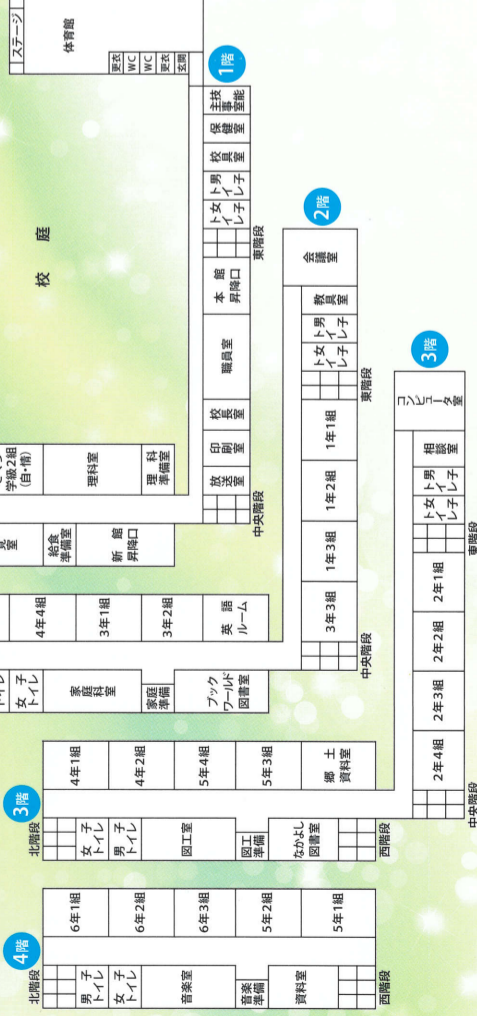 ステージ
体育館
更衣
WC
WC
更衣
玄関
校庭
1階
主事室
技能
保健室
校具室
男子トイレ
女子トイレ
東階段
本館
昇降口
職員室
校長室
印刷室
放送室
中央階段
学級2組
(自・情)
理科室
理科
準備室
給食
準備室
新館
昇降口
2階
会議室
教具室
男子トイレ
女子トイレ
東階段
1年1組
1年2組
1年3組
3年3組
中央階段
4年4組
3年1組
3年2組
英語
ルーム
女子
トイレ
家庭
科室
家庭
準備
ブック
ワールド
図書室
3階
コンピュータ室
相談室
男子トイレ
女子トイレ
東階段
2年1組
2年2組
2年3組
2年4組
中央階段
3階
北階段
4年1組
4年2組
5年4組
5年3組
郷土
資料室
女子
トイレ
男子
トイレ
図工室
図工
準備
なかよし
図書室
西階段
4階
北階段
6年1組
6年2組
6年3組
5年2組
5年1組
男子
トイレ
女子
トイレ
音楽室
音楽
準備
資料室
西階段